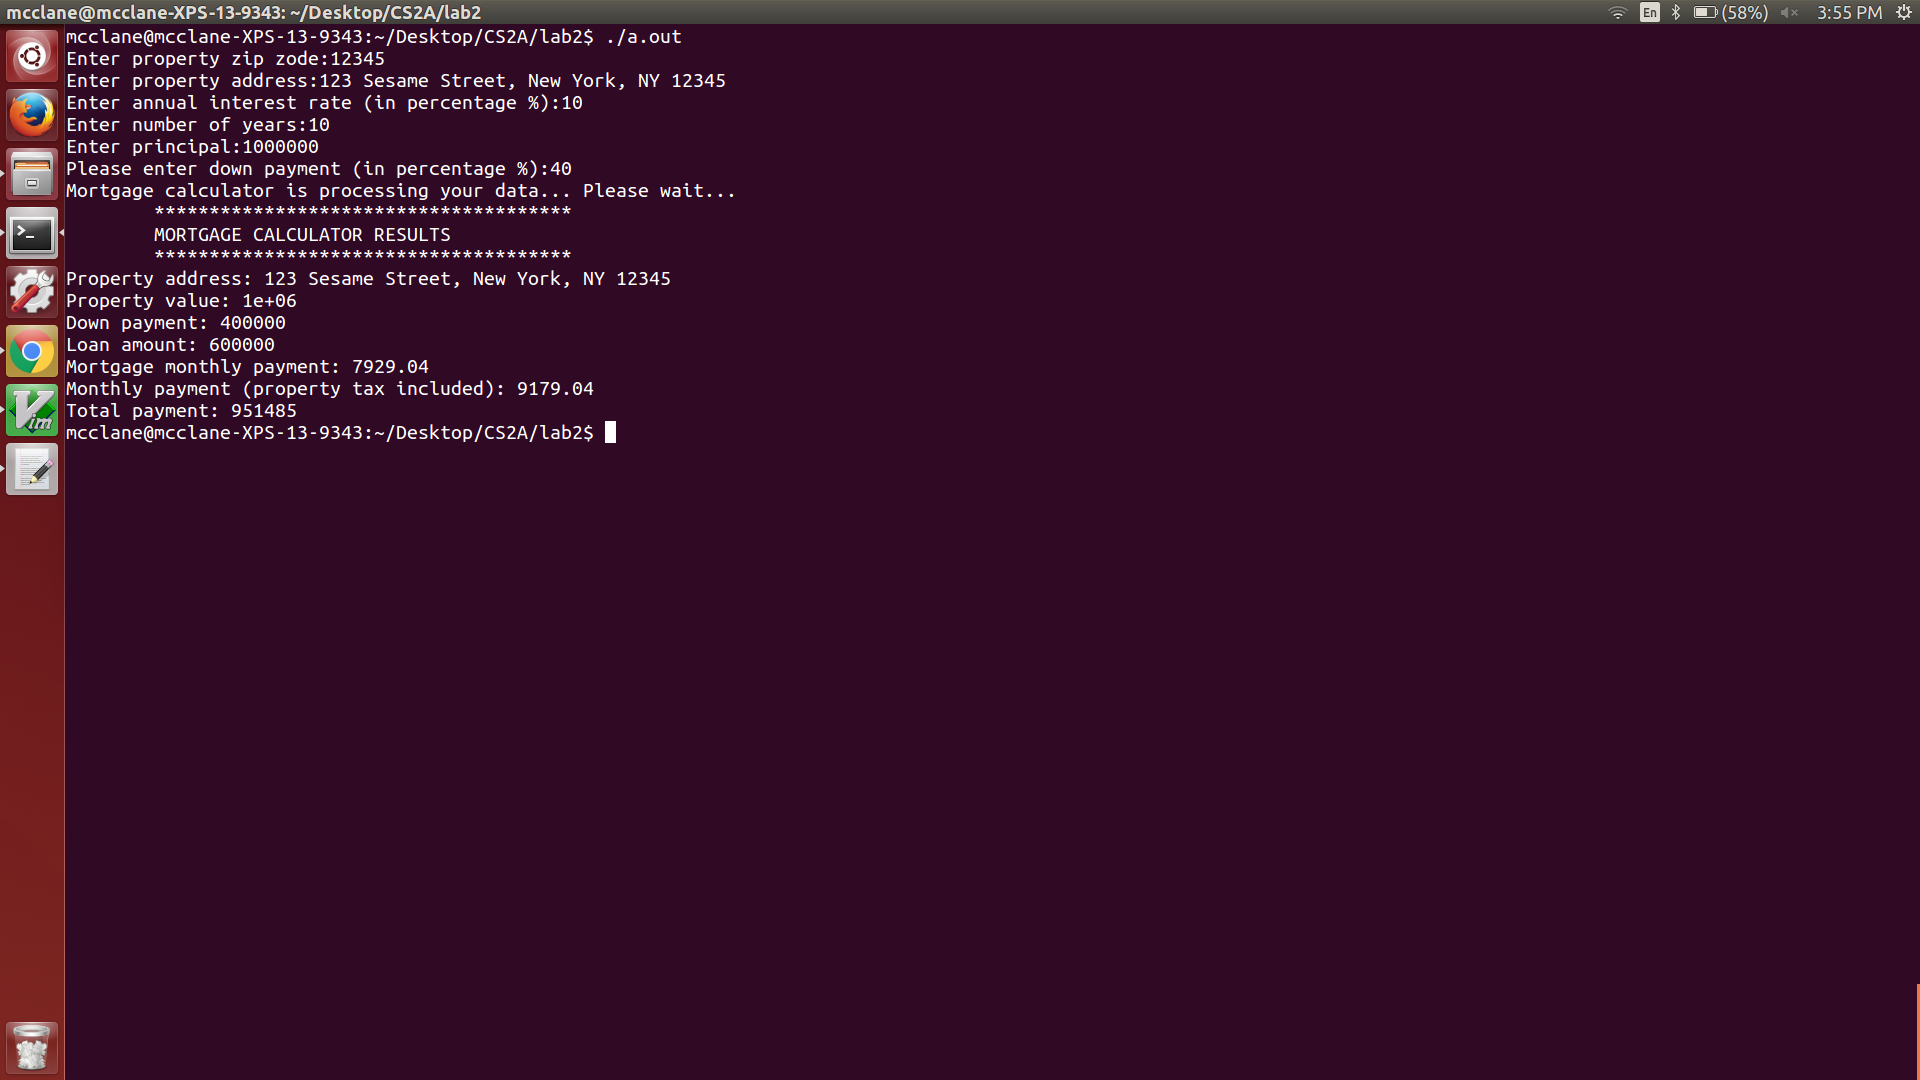 mcclane@mcclane-XPS-13-9343: ~/Desktop/CS2A/lab2 En (58%) 3:55 PM
mcclane@mcclane-XPS-13-9343:~/Desktop/CS2A/lab2$ ./a.out
Enter property zip zode:12345
Enter property address:123 Sesame Street, New York, NY 12345
Enter annual interest rate (in percentage %):10
Enter number of years:10
Enter principal:1000000
Please enter down payment (in percentage %):40
Mortgage calculator is processing your data... Please wait...
**************************************
MORTGAGE CALCULATOR RESULTS
**************************************
Property address: 123 Sesame Street, New York, NY 12345
Property value: 1e+06
Down payment: 400000
Loan amount: 600000
Mortgage monthly payment: 7929.04
Monthly payment (property tax included): 9179.04
Total payment: 951485
mcclane@mcclane-XPS-13-9343:~/Desktop/CS2A/lab2$
Vim